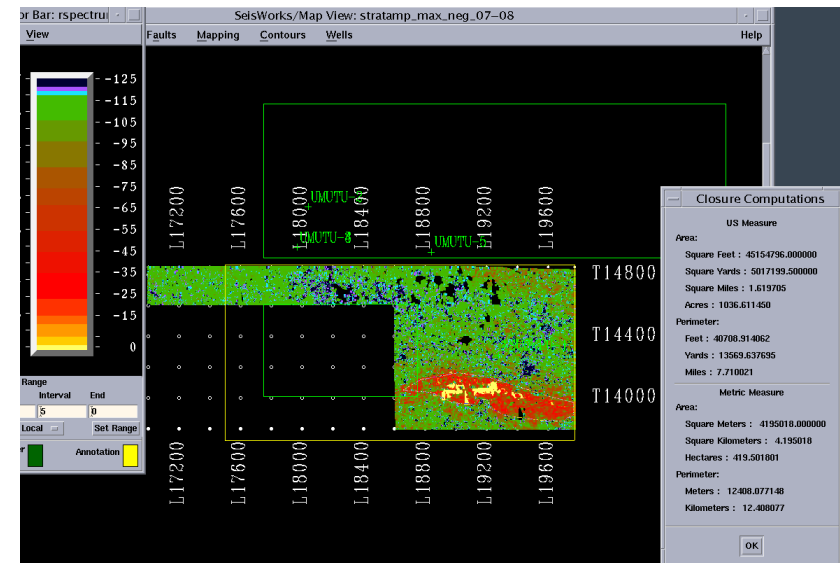 or Bar: rspectru
View
-125
-115
-105
-95
-85
-75
-65
-55
-45
-35
-25
-15
0
Range
Interval End
5 0
Local Set Range
r Annotation
SeisWorks/Map View: stratamp_max_neg_07-08
Faults Mapping Contours Wells Help
L17200 L17600 L18000 L18400 L18800 L19200 L19600
UMUTU-
UMUTU-
UMUTU-5
T14800
T14400
T14000
L17200 L17600 L18000 L18400 L18800 L19200 L19600
Closure Computations
US Measure
Area:
Square Feet : 45154796.000000
Square Yards : 5017199.500000
Square Miles : 1.619705
Acres : 1036.611450
Perimeter:
Feet : 40708.914062
Yards : 13569.637695
Miles : 7.710021
Metric Measure
Area:
Square Meters : 4195018.000000
Square Kilometers : 4.195018
Hectares : 419.501801
Perimeter:
Meters : 12408.077148
Kilometers : 12.408077
OK